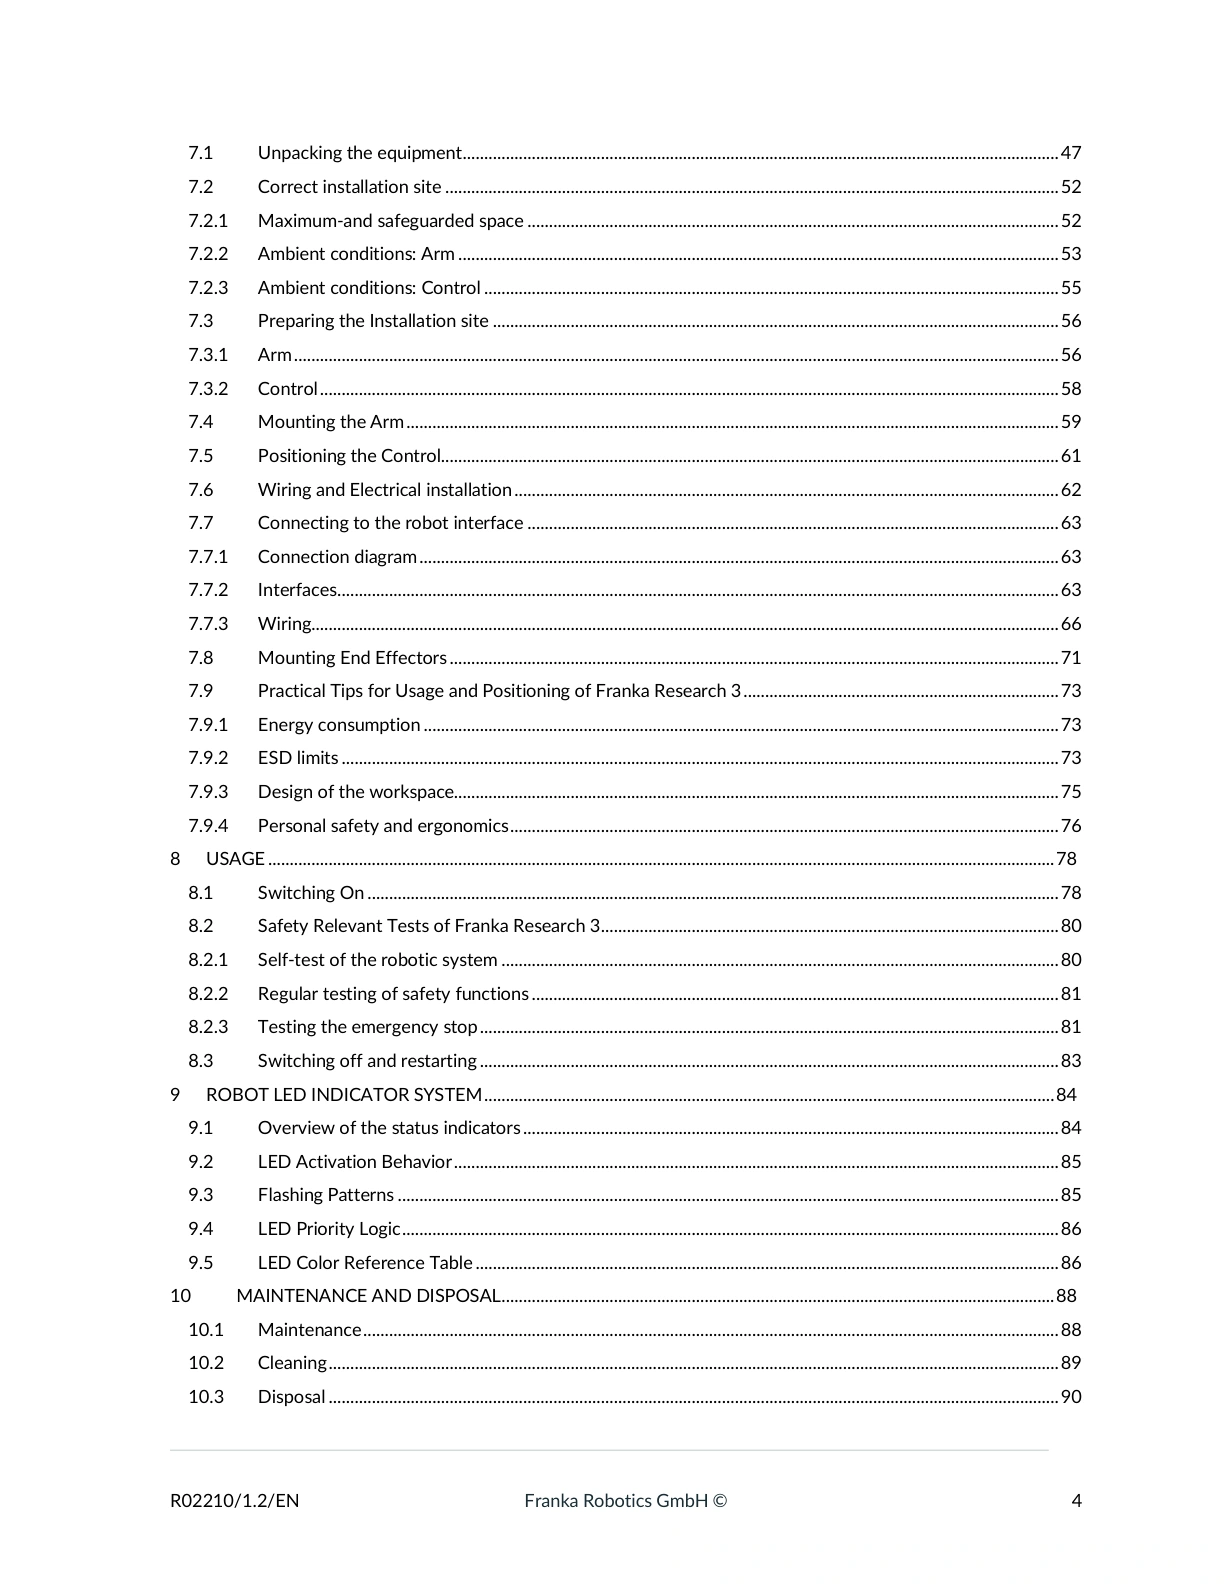 7.1 Unpacking the equipment 47
7.2 Correct installation site 52
7.2.1 Maximum-and safeguarded space 52
7.2.2 Ambient conditions: Arm 53
7.2.3 Ambient conditions: Control 55
7.3 Preparing the Installation site 56
7.3.1 Arm 56
7.3.2 Control 58
7.4 Mounting the Arm 59
7.5 Positioning the Control 61
7.6 Wiring and Electrical installation 62
7.7 Connecting to the robot interface 63
7.7.1 Connection diagram 63
7.7.2 Interfaces 63
7.7.3 Wiring 66
7.8 Mounting End Effectors 71
7.9 Practical Tips for Usage and Positioning of Franka Research 3 73
7.9.1 Energy consumption 73
7.9.2 ESD limits 73
7.9.3 Design of the workspace 75
7.9.4 Personal safety and ergonomics 76
8 USAGE 78
8.1 Switching On 78
8.2 Safety Relevant Tests of Franka Research 3 80
8.2.1 Self-test of the robotic system 80
8.2.2 Regular testing of safety functions 81
8.2.3 Testing the emergency stop 81
8.3 Switching off and restarting 83
9 ROBOT LED INDICATOR SYSTEM 84
9.1 Overview of the status indicators 84
9.2 LED Activation Behavior 85
9.3 Flashing Patterns 85
9.4 LED Priority Logic 86
9.5 LED Color Reference Table 86
10 MAINTENANCE AND DISPOSAL 88
10.1 Maintenance 88
10.2 Cleaning 89
10.3 Disposal 90
R02210/1.2/EN Franka Robotics GmbH © 4